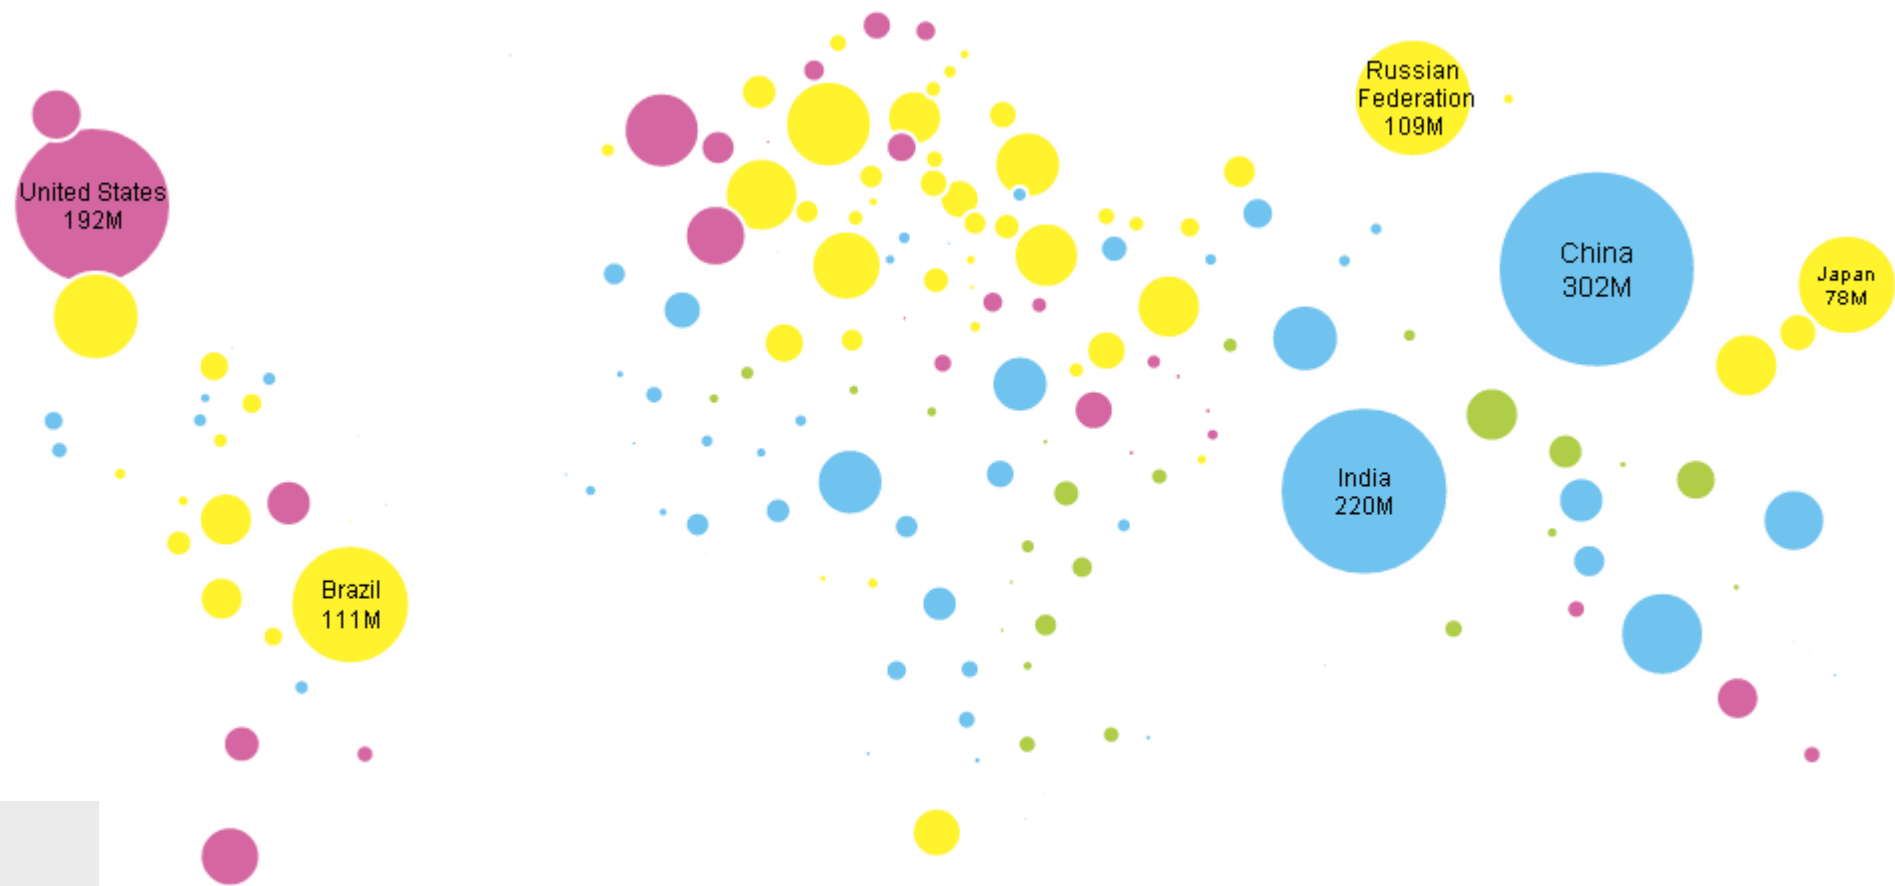 Russian
Federation
109M
United States
192M
China
302M
Japan
78M
India
220M
Brazil
111M